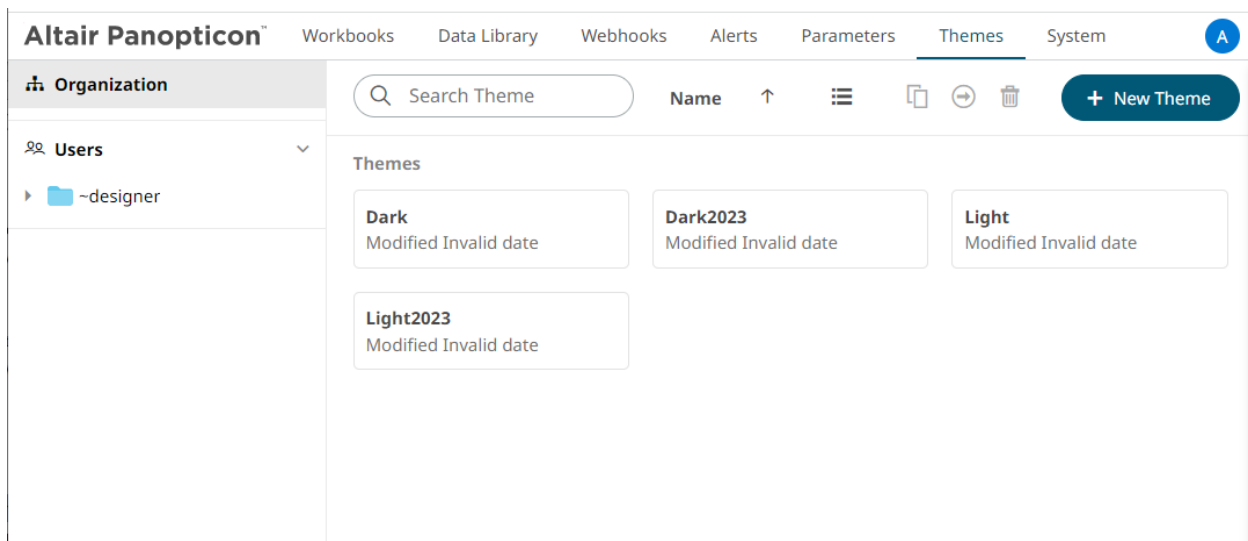 Altair Panopticon™ Workbooks Data Library Webhooks Alerts Parameters Themes System A
Organization
Users
~designer
Search Theme Name + New Theme
Themes
Dark
Modified Invalid date
Dark2023
Modified Invalid date
Light
Modified Invalid date
Light2023
Modified Invalid date